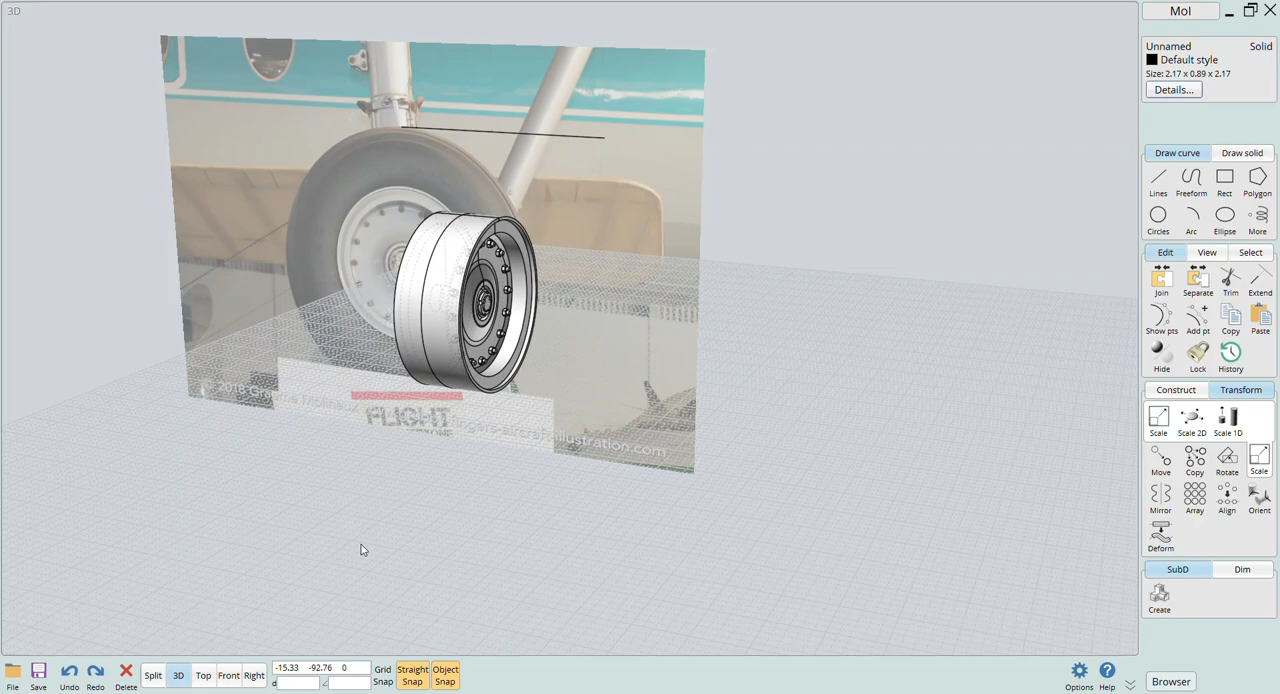 3D
MoI
Unnamed Solid
Default style
Size: 2.17 x 0.89 x 2.17
Details...
Draw curve Draw solid
Lines Freeform Rect Polygon
Circles Arc Ellipse More
Edit View Select
Join Separate Trim Extend
Show pts Add pt Copy Paste
Hide Lock History
Construct Transform
Scale Scale 2D Scale 1D
Move Copy Rotate Scale
Mirror Array Align Orient
Deform
SubD Dim
Create
FLIGHT
illustration.com
File Save Undo Redo Delete Split 3D Top Front Right
-15.33 -92.76 0
d
Grid Snap
Straight Snap
Object Snap
Options Help Browser